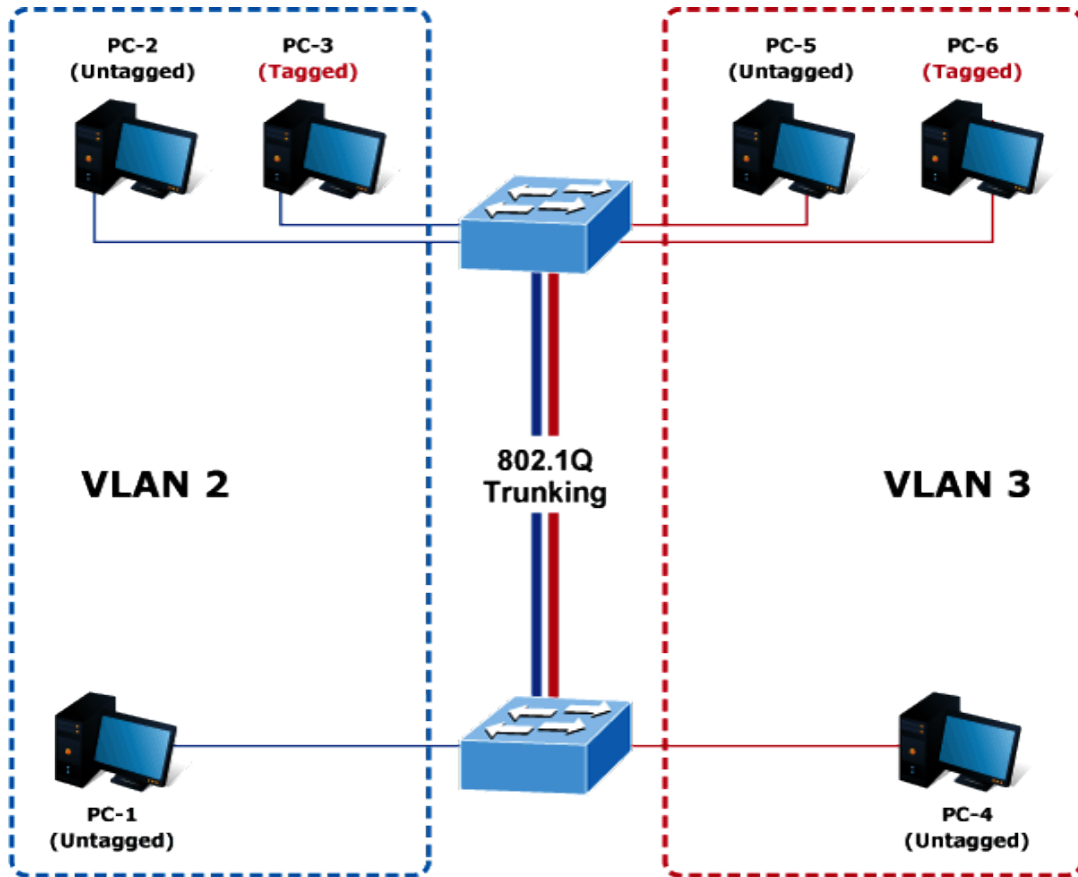 PC-2
(Untagged)
PC-3
(Tagged)
PC-5
(Untagged)
PC-6
(Tagged)
802.1Q
Trunking
VLAN 2
VLAN 3
PC-1
(Untagged)
PC-4
(Untagged)